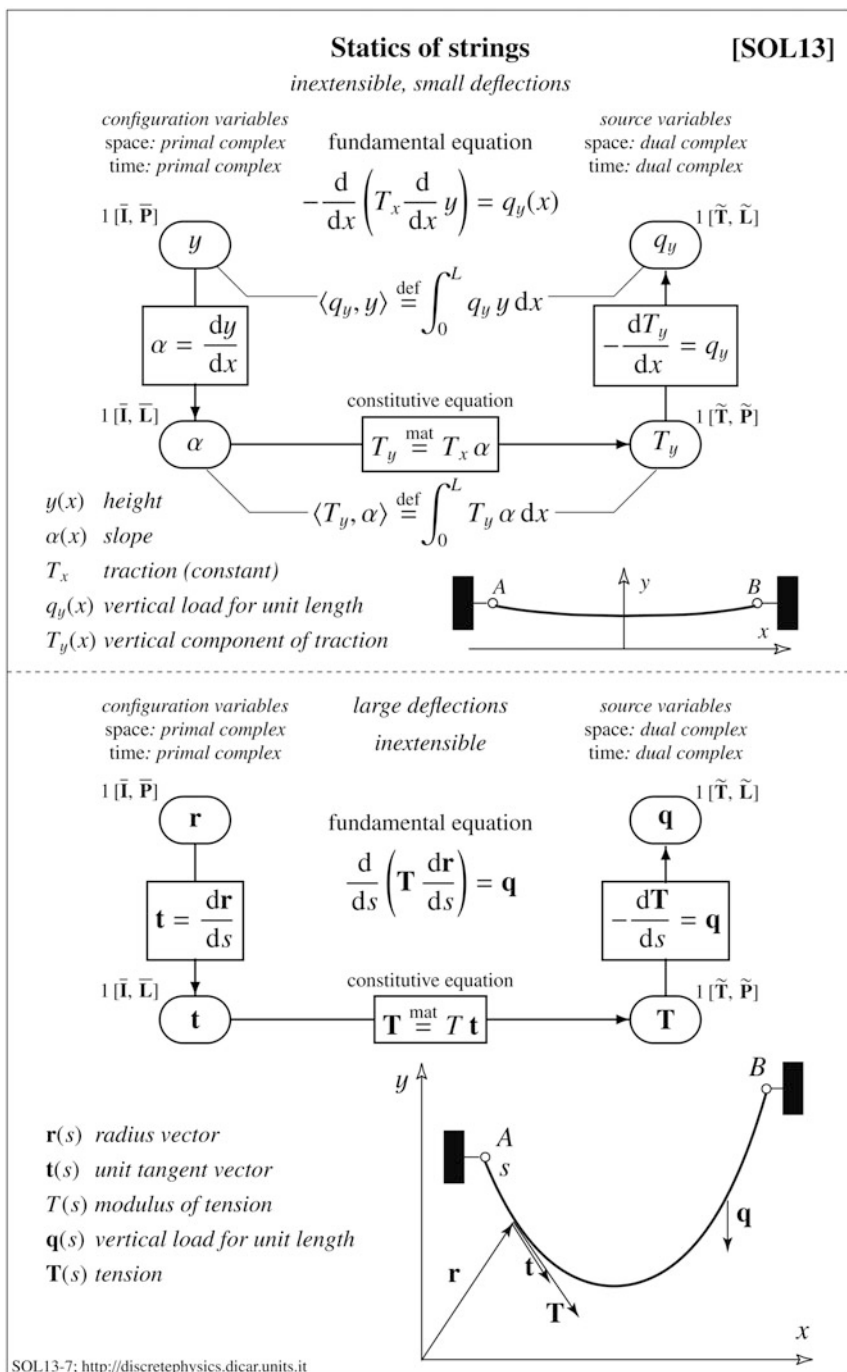 Statics of strings [SOL13]
inextensible, small deflections
configuration variables
space: primal complex
time: primal complex
source variables
space: dual complex
time: dual complex
fundamental equation
−d/dx (T_x d/dx y) = q_y(x)
1 [Ī, P̄]
y
1 [T̃, L̃]
q_y
⟨q_y, y⟩ def= ∫_0^L q_y y dx
α = dy/dx
−dT_y/dx = q_y
1 [Ī, L̄]
α
constitutive equation
T_y mat= T_x α
1 [T̃, P̃]
T_y
⟨T_y, α⟩ def= ∫_0^L T_y α dx
y(x) height
α(x) slope
T_x traction (constant)
q_y(x) vertical load for unit length
T_y(x) vertical component of traction
A
y
B
x
configuration variables
space: primal complex
time: primal complex
large deflections
inextensible
source variables
space: dual complex
time: dual complex
1 [Ī, P̄]
r
1 [T̃, L̃]
q
fundamental equation
d/ds (T dr/ds) = q
t = dr/ds
−dT/ds = q
1 [Ī, L̄]
t
constitutive equation
T mat= T t
1 [T̃, P̃]
T
r(s) radius vector
t(s) unit tangent vector
T(s) modulus of tension
q(s) vertical load for unit length
T(s) tension
y
B
A
s
q
r
t
T
x
SOL13-7; http://discretephysics.dicar.units.it